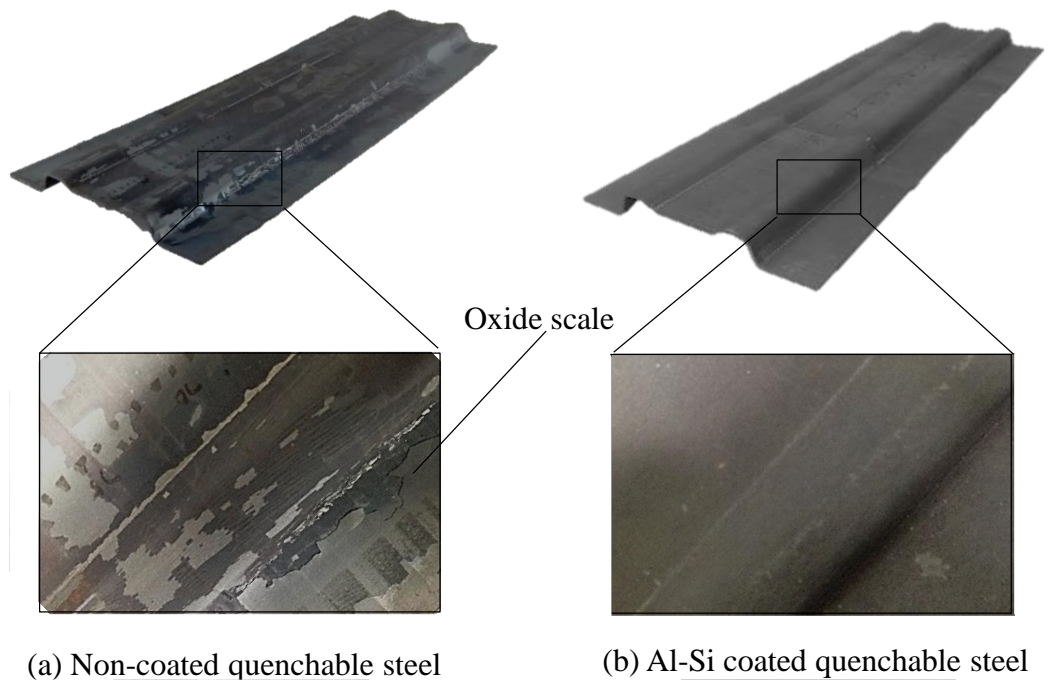 Oxide scale
(a) Non-coated quenchable steel
(b) Al-Si coated quenchable steel